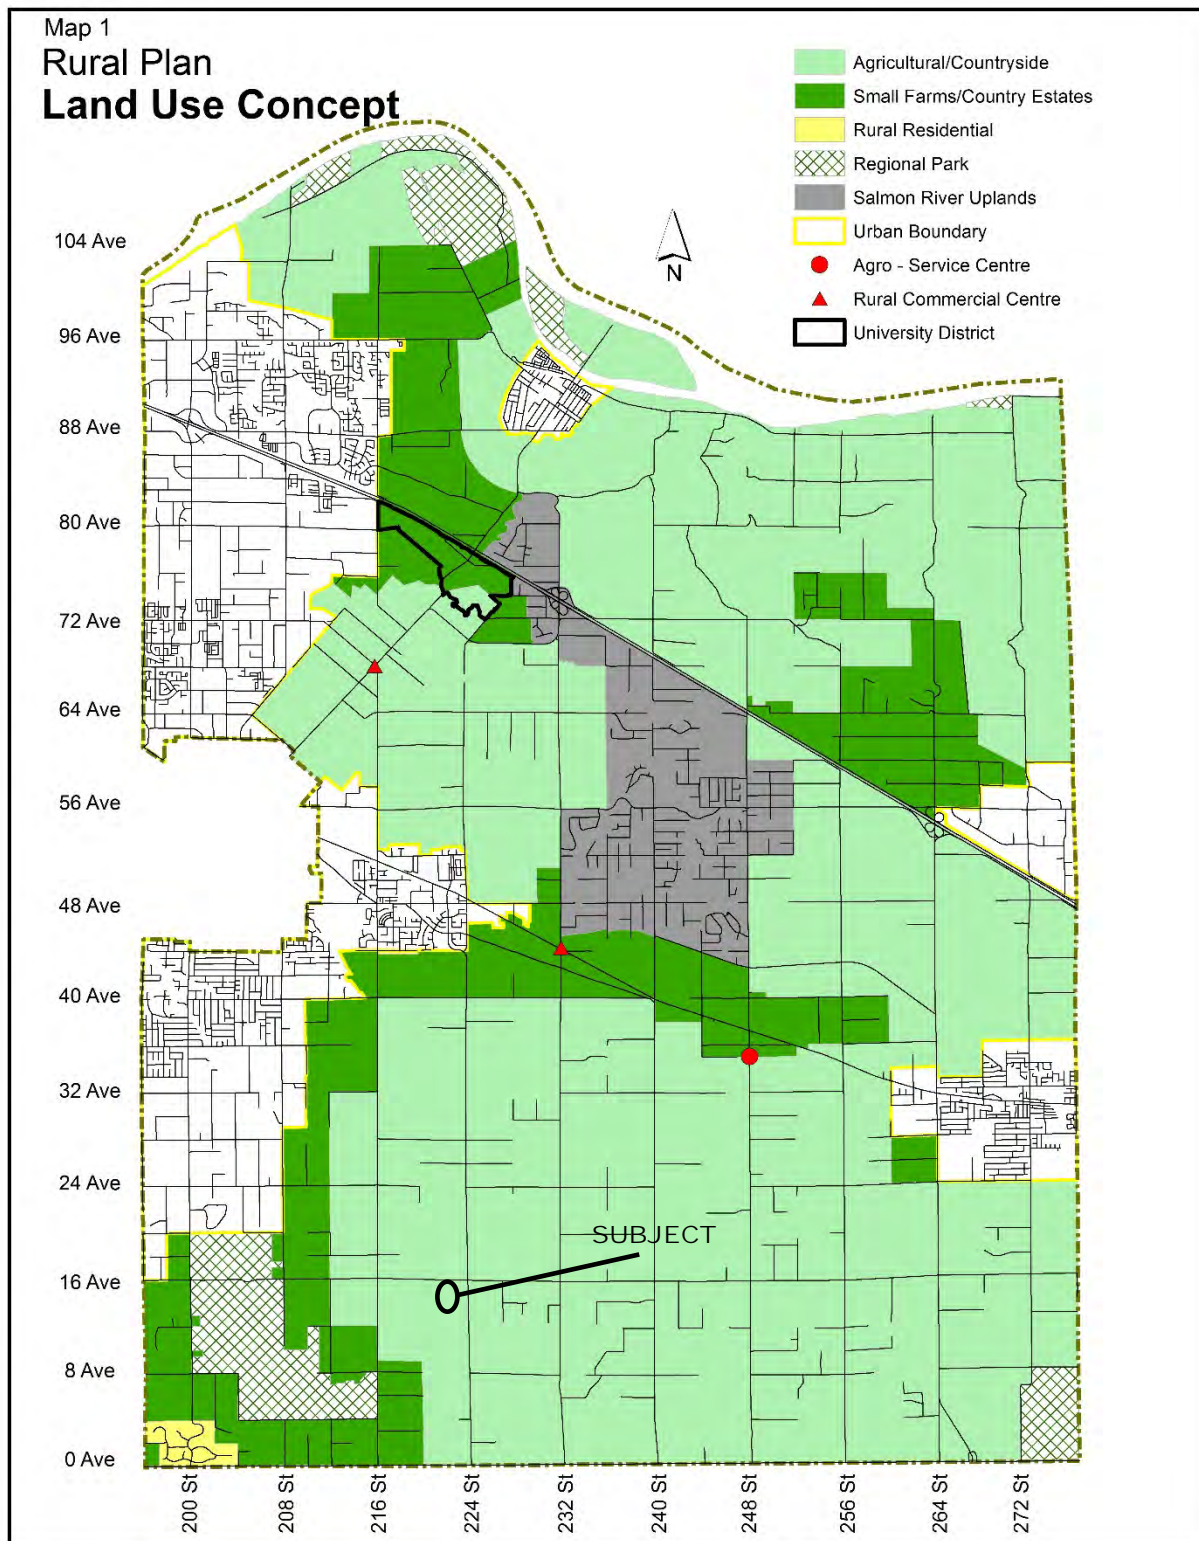 Map 1
Rural Plan
Land Use Concept
Agricultural/Countryside
Small Farms/Country Estates
Rural Residential
Regional Park
Salmon River Uplands
Urban Boundary
Agro - Service Centre
Rural Commercial Centre
University District
N
104 Ave
96 Ave
88 Ave
80 Ave
72 Ave
64 Ave
56 Ave
48 Ave
40 Ave
32 Ave
24 Ave
16 Ave
8 Ave
0 Ave
SUBJECT
200 St
208 St
216 St
224 St
232 St
240 St
248 St
256 St
264 St
272 St